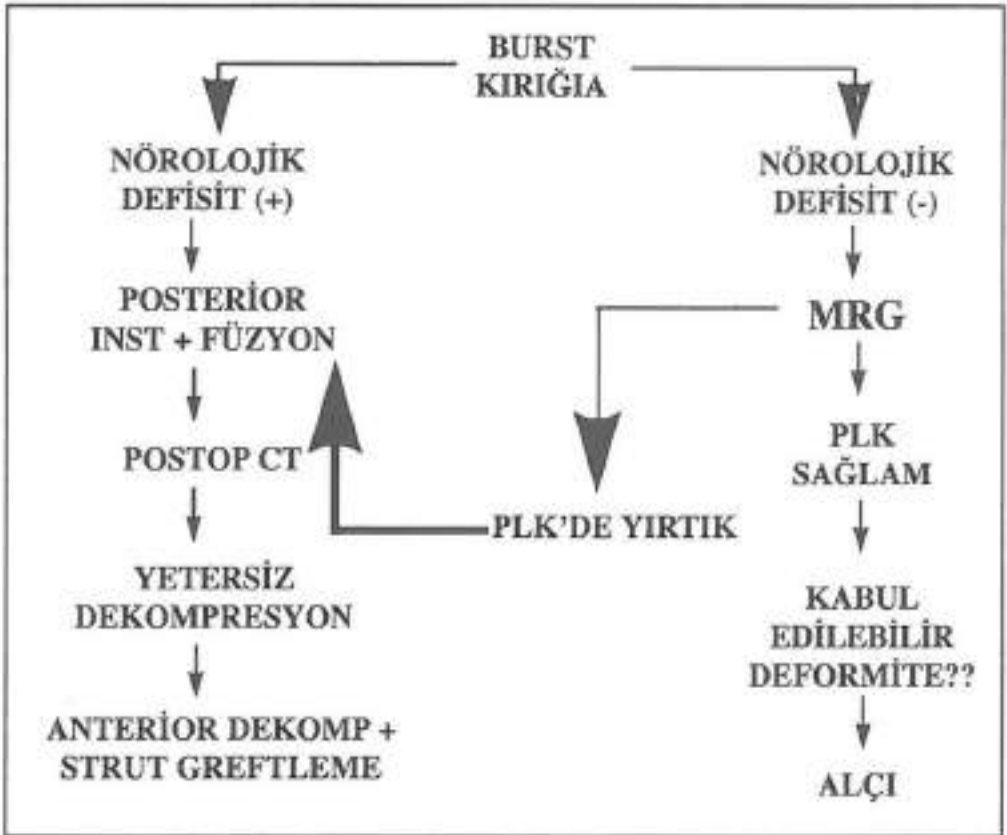 BURST
KIRIĞIA
NÖROLOJİK
DEFİSİT (+)
POSTERİOR
INST + FÜZYON
POSTOP CT
YETERSİZ
DEKOMPRESYON
ANTERİOR DEKOMP +
STRUT GREFTLEME
NÖROLOJİK
DEFİSİT (-)
MRG
PLK'DE YIRTIK
PLK
SAĞLAM
KABUL
EDİLEBİLİR
DEFORMİTE??
ALÇI